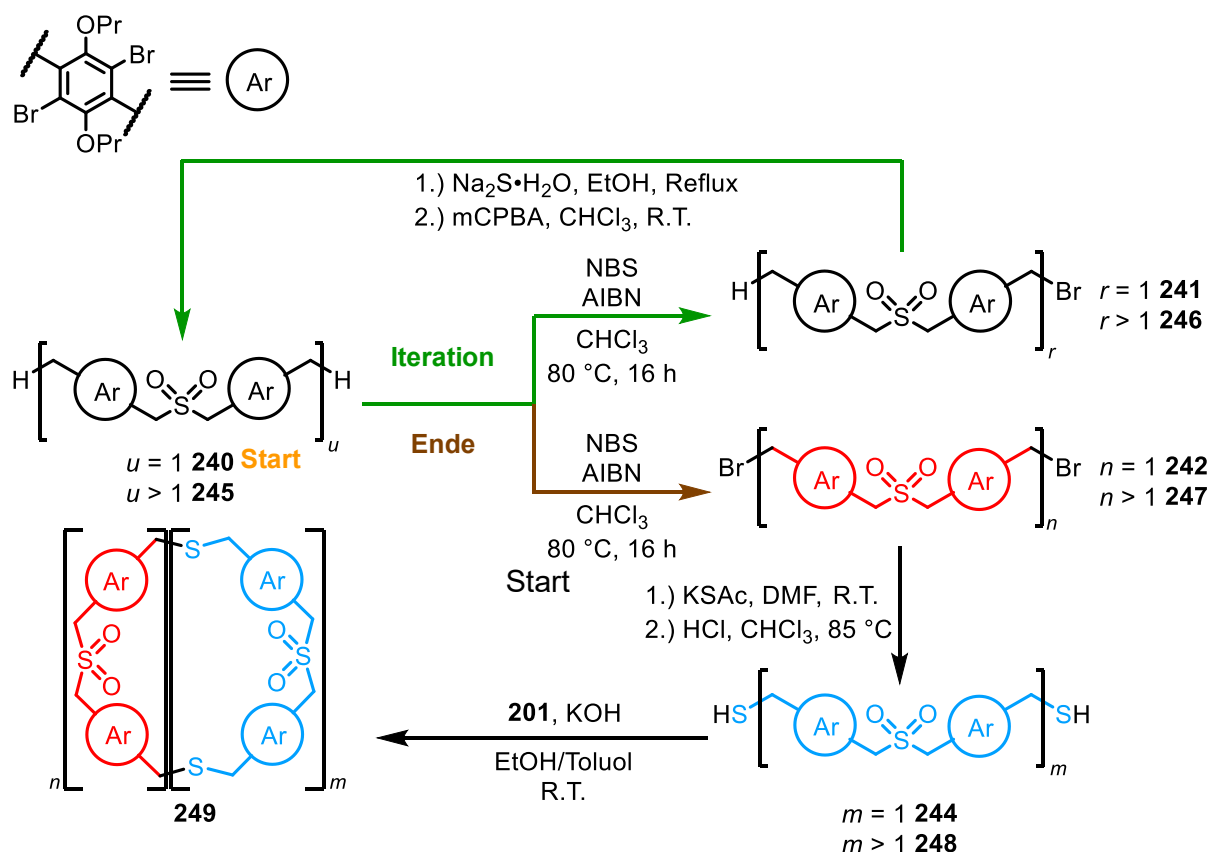 OPr
Br
Br
OPr
Ar
1.) Na₂S•H₂O, EtOH, Reflux
2.) mCPBA, CHCl₃, R.T.
NBS
AIBN
CHCl₃
80 °C, 16 h
H
Ar
O O
S
Ar
Br
r
r = 1 241
r > 1 246
Iteration
H
Ar
O O
S
Ar
H
u
u = 1 240 Start
u > 1 245
Ende
NBS
AIBN
CHCl₃
80 °C, 16 h
Br
Ar
O O
S
Ar
Br
n
n = 1 242
n > 1 247
Start
1.) KSAc, DMF, R.T.
2.) HCl, CHCl₃, 85 °C
HS
Ar
O O
S
Ar
SH
m
m = 1 244
m > 1 248
201, KOH
EtOH/Toluol
R.T.
S
Ar
Ar
O
S
O
O
S
O
Ar
Ar
S
n
m
249